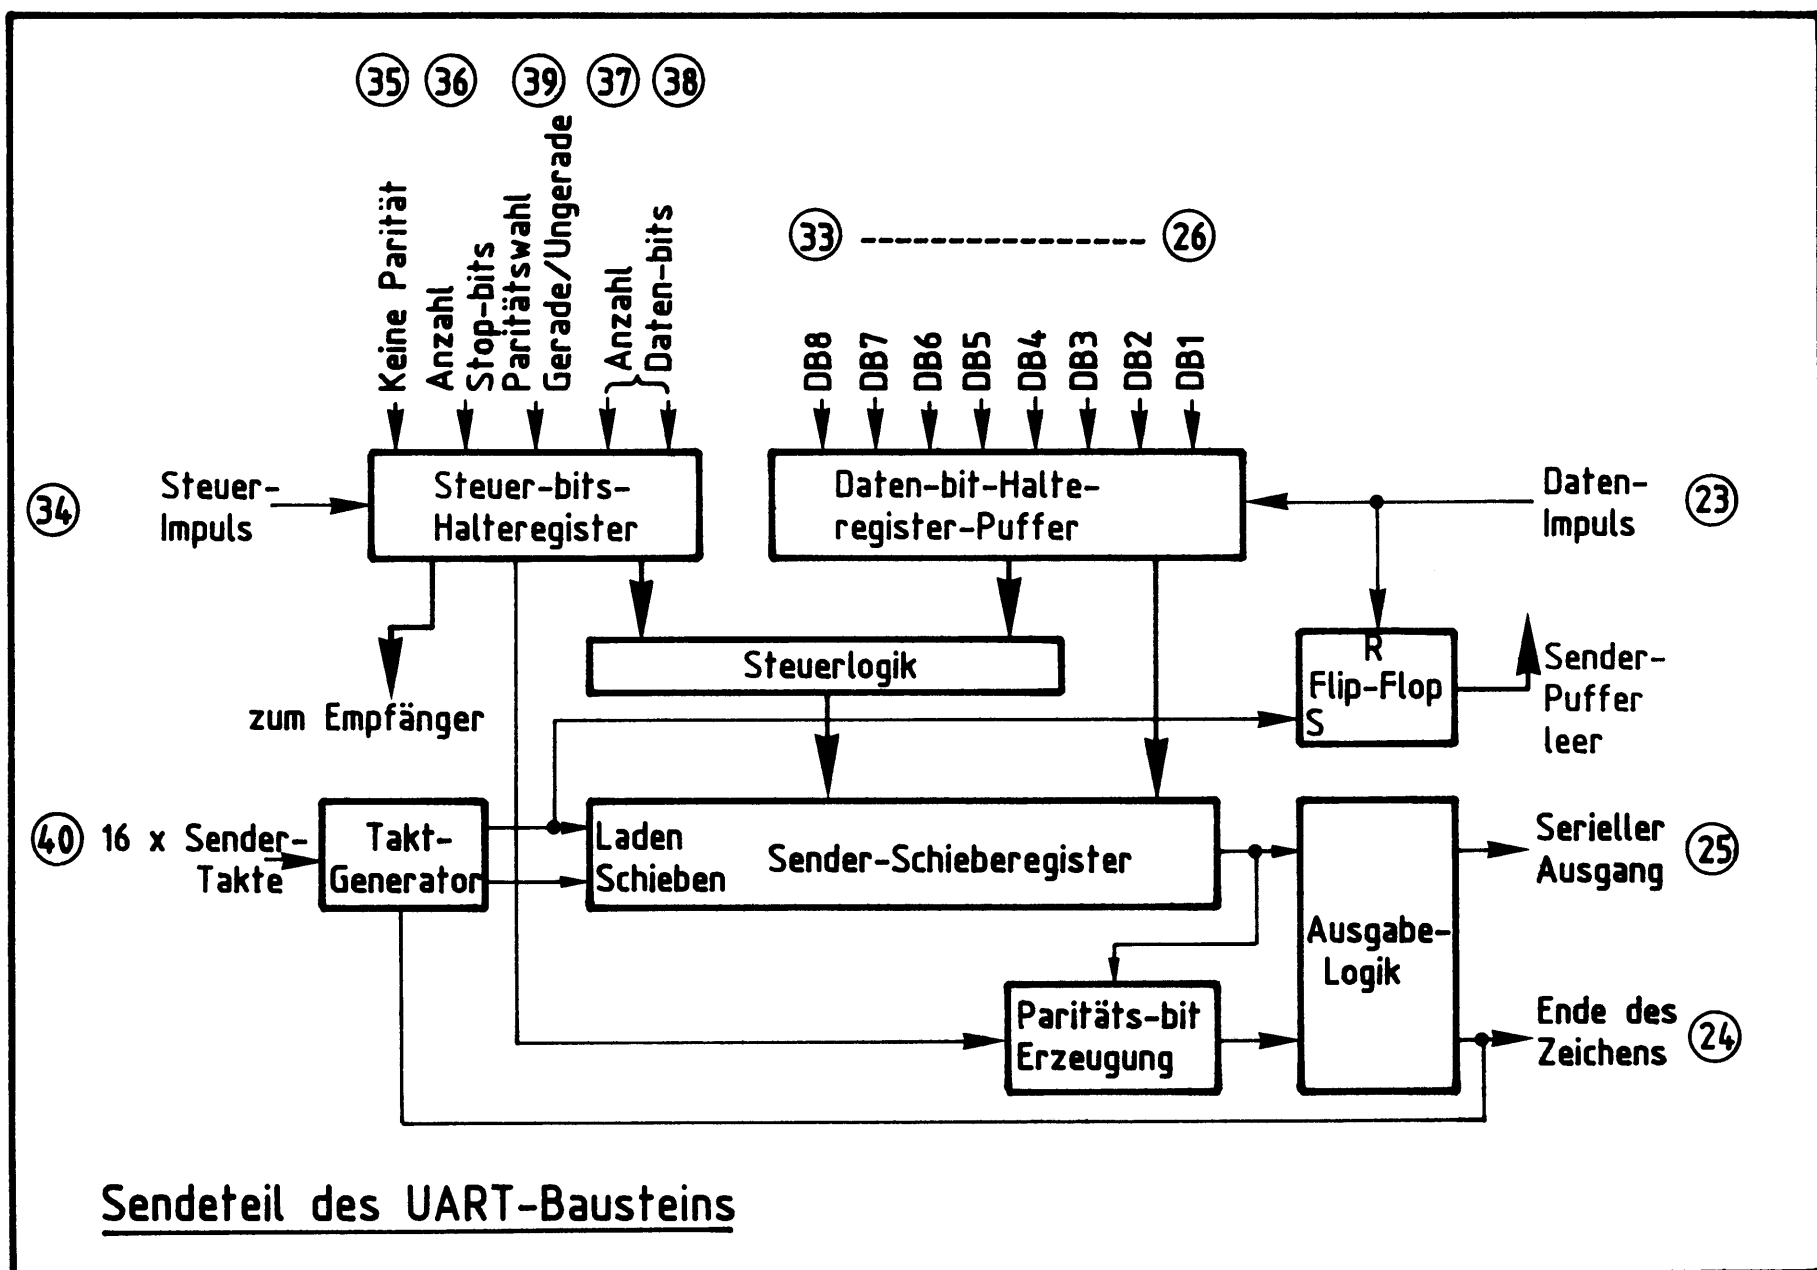 35 36 39 37 38
Keine Parität
Anzahl
Stop-bits
Paritätswahl
Gerade/Ungerade
Anzahl
Daten-bits
33 ---------------- 26
DB8 DB7 DB6 DB5 DB4 DB3 DB2 DB1
34
Steuer-
Impuls
Steuer-bits-
Halteregister
Daten-bit-Halte-
register-Puffer
Daten-
Impuls
23
Steuerlogik
R
Flip-Flop
S
Sender-
Puffer
leer
zum Empfänger
40
16 x Sender-
Takte
Takt-
Generator
Laden
Schieben
Sender-Schieberegister
Serieller
Ausgang
25
Ausgabe-
Logik
Paritäts-bit
Erzeugung
Ende des
Zeichens
24
Sendeteil des UART-Bausteins